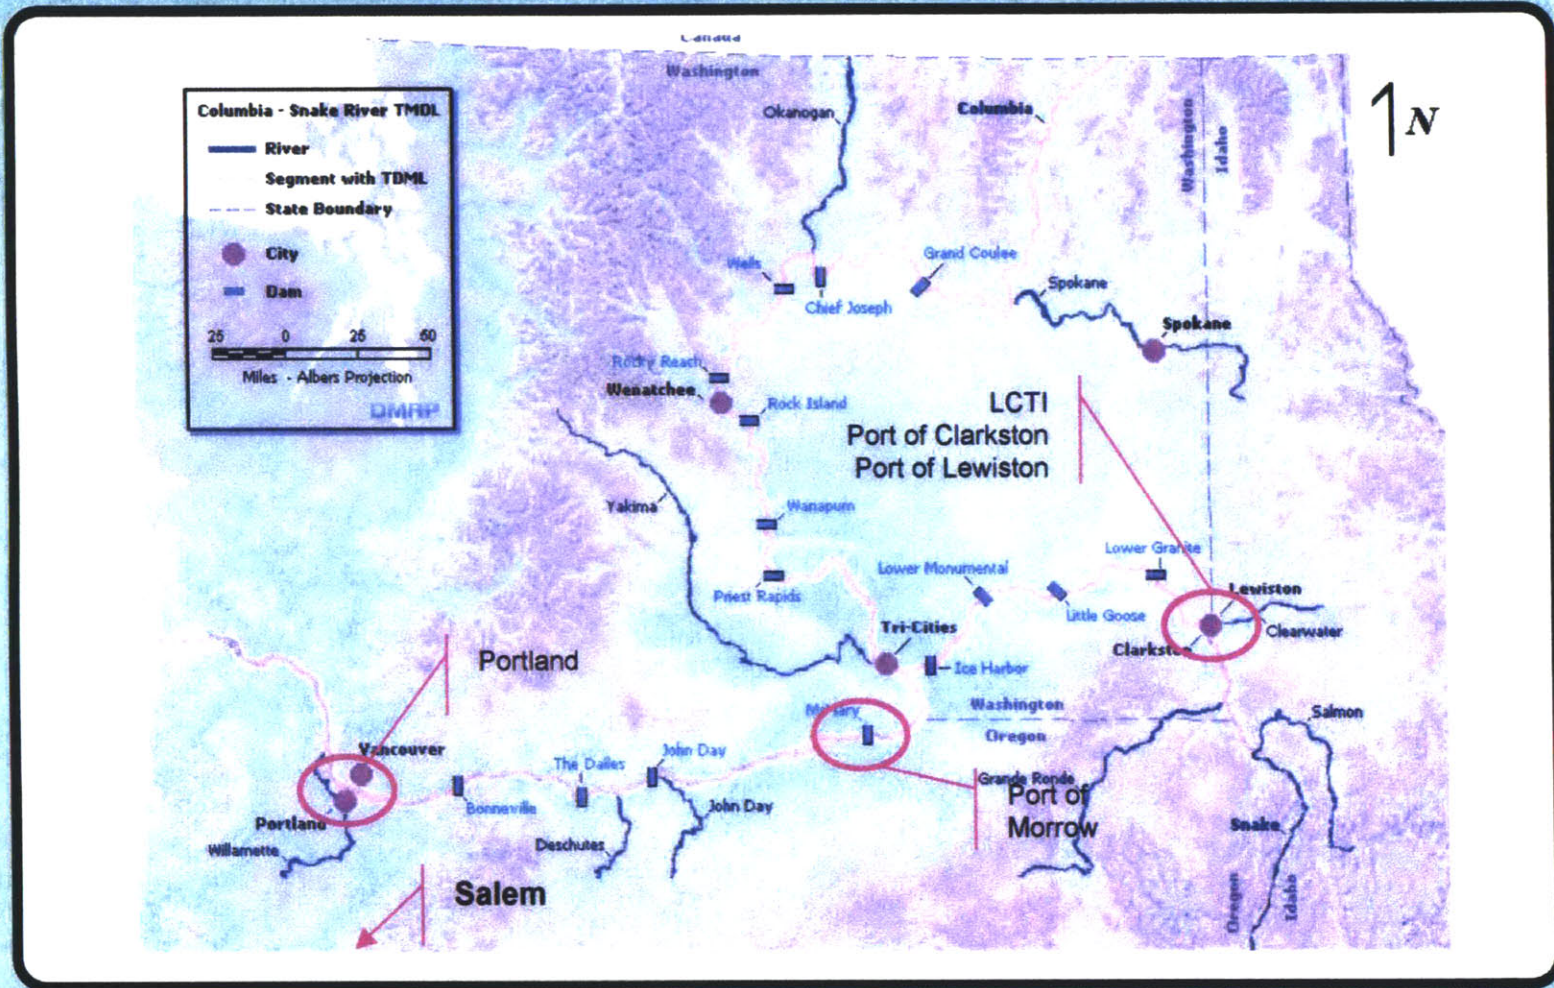 Canada
Washington
Columbia - Snake River TMDL
River
Segment with TDML
State Boundary
City
Dam
25 0 25 50
Miles - Albers Projection
DMRP
Okanogan
Columbia
Washington
Idaho
N
Wells
Chief Joseph
Grand Coulee
Spokane
Spokane
Rocky Reach
Wenatchee
Rock Island
LCTI
Port of Clarkston
Port of Lewiston
Yakima
Wanapum
Priest Rapids
Lower Monumental
Lower Granite
Little Goose
Lewiston
Clearwater
Clarkston
Tri-Cities
Ice Harbor
Portland
McNary
Washington
Oregon
Salmon
Vancouver
Portland
Willamette
Bonneville
The Dalles
John Day
John Day
Deschutes
Grande Ronde
Port of
Morrow
Snake
Oregon
Idaho
Salem